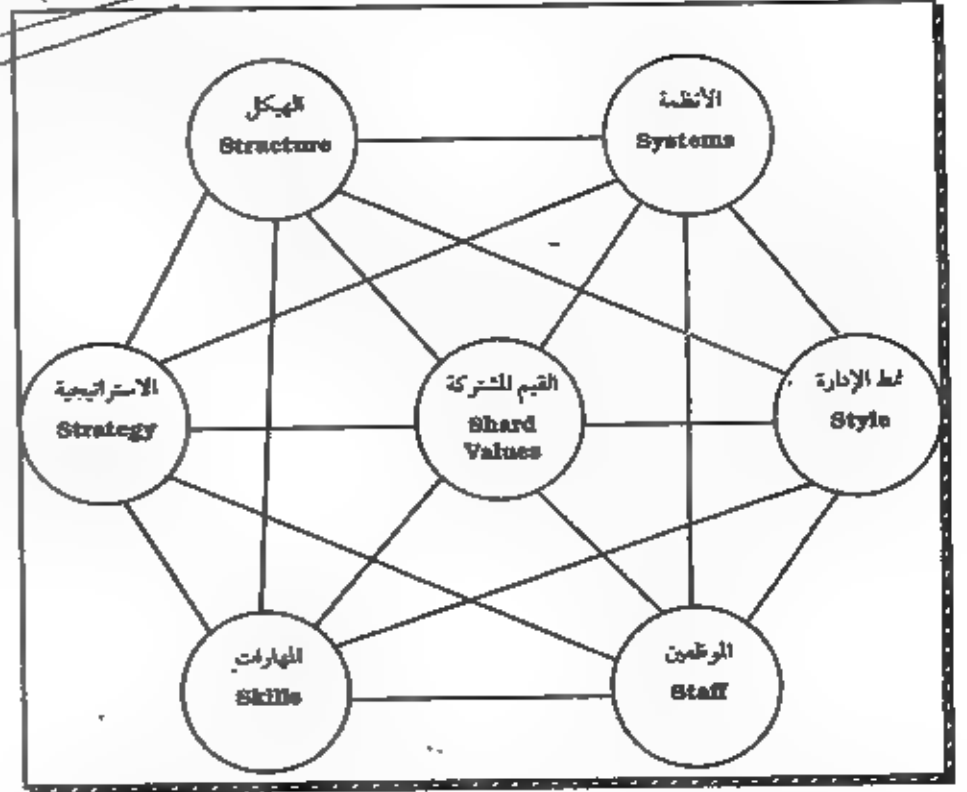 الهيكل
Structure
الأنظمة
Systems
الاستراتيجية
Strategy
القيم المشتركة
Shard
Values
نمط الإدارة
Style
المهارات
Skills
الموظفين
Staff